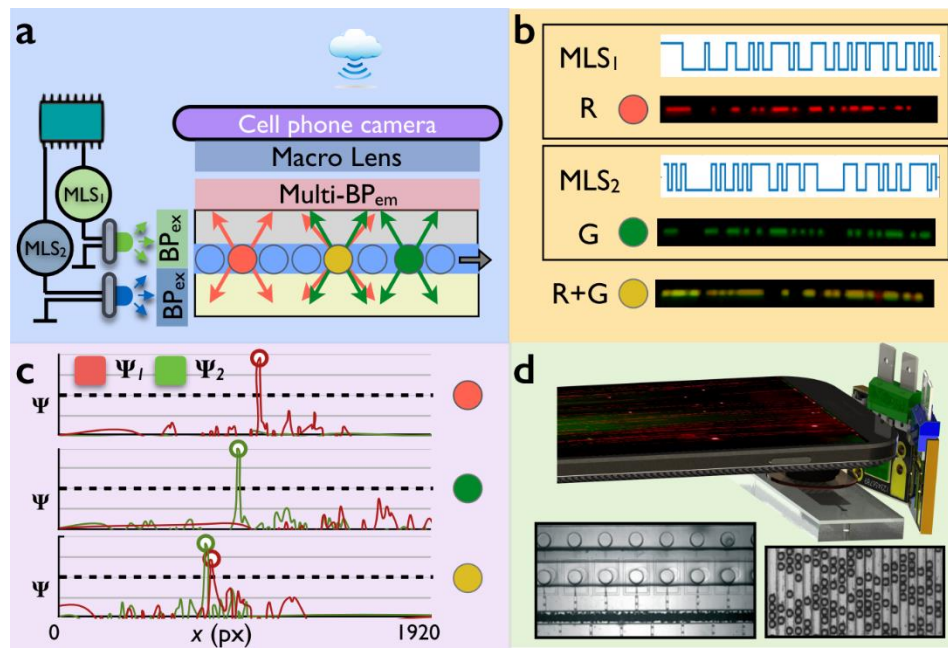 a
MLS₁
MLS₂
BPₑₓ
BPₑₓ
Cell phone camera
Macro Lens
Multi-BPₑₘ
b
MLS₁
R
MLS₂
G
R+G
c
Ψ₁ Ψ₂
Ψ
Ψ
Ψ
0 x (px) 1920
d